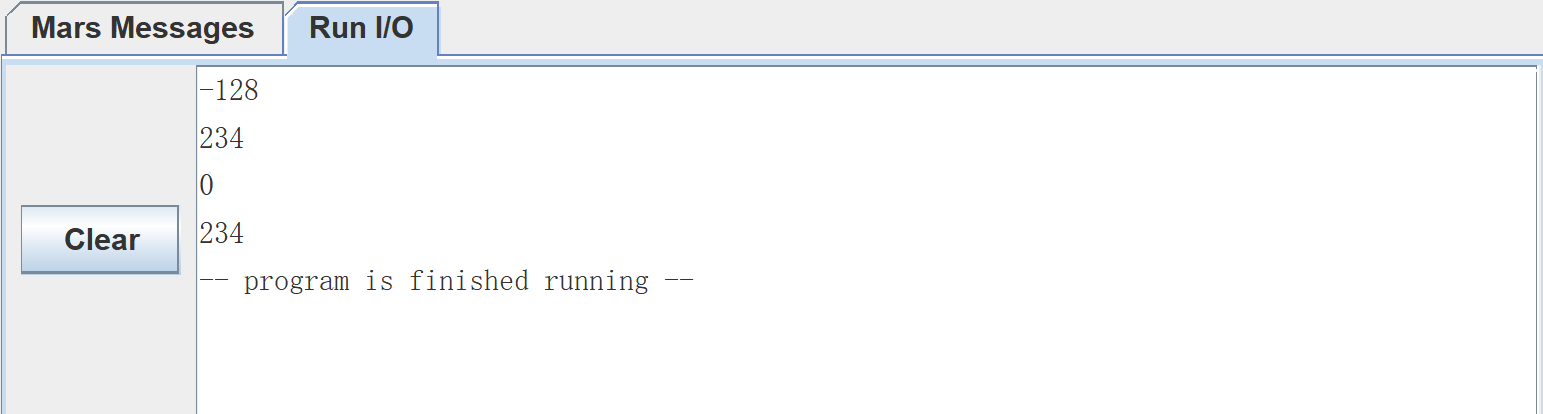 Mars Messages Run I/O
-128
234
0
234
Clear
-- program is finished running --